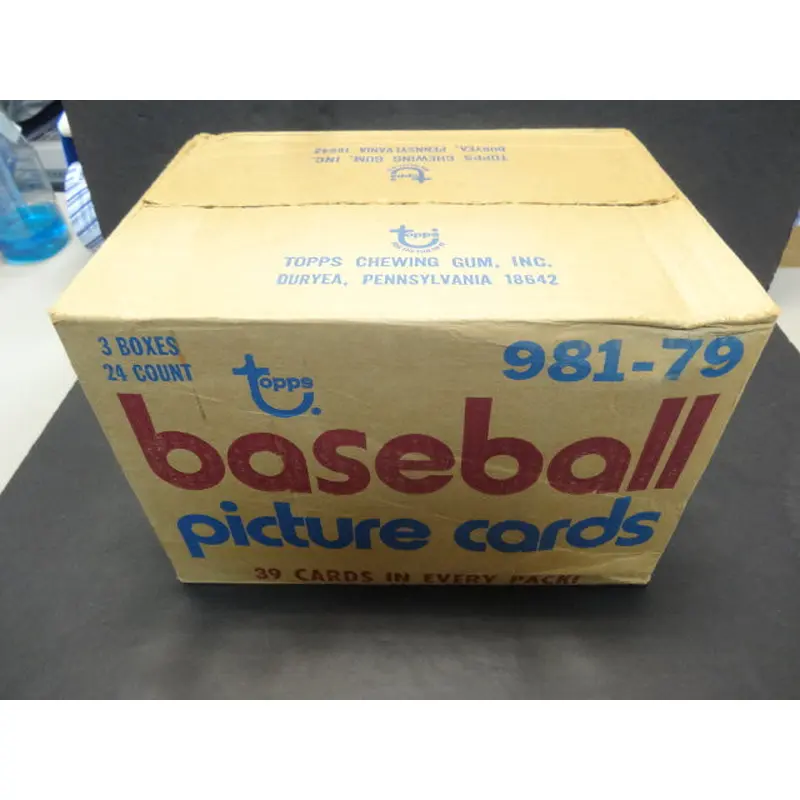 TOPPS CHEWING GUM, INC.
DURYEA, PENNSYLVANIA 18642
topps
topps
TOPPS CHEWING GUM, INC.
DURYEA, PENNSYLVANIA 18642
3 BOXES
24 COUNT
topps
981-79
baseball
picture cards
39 CARDS IN EVERY PACK!